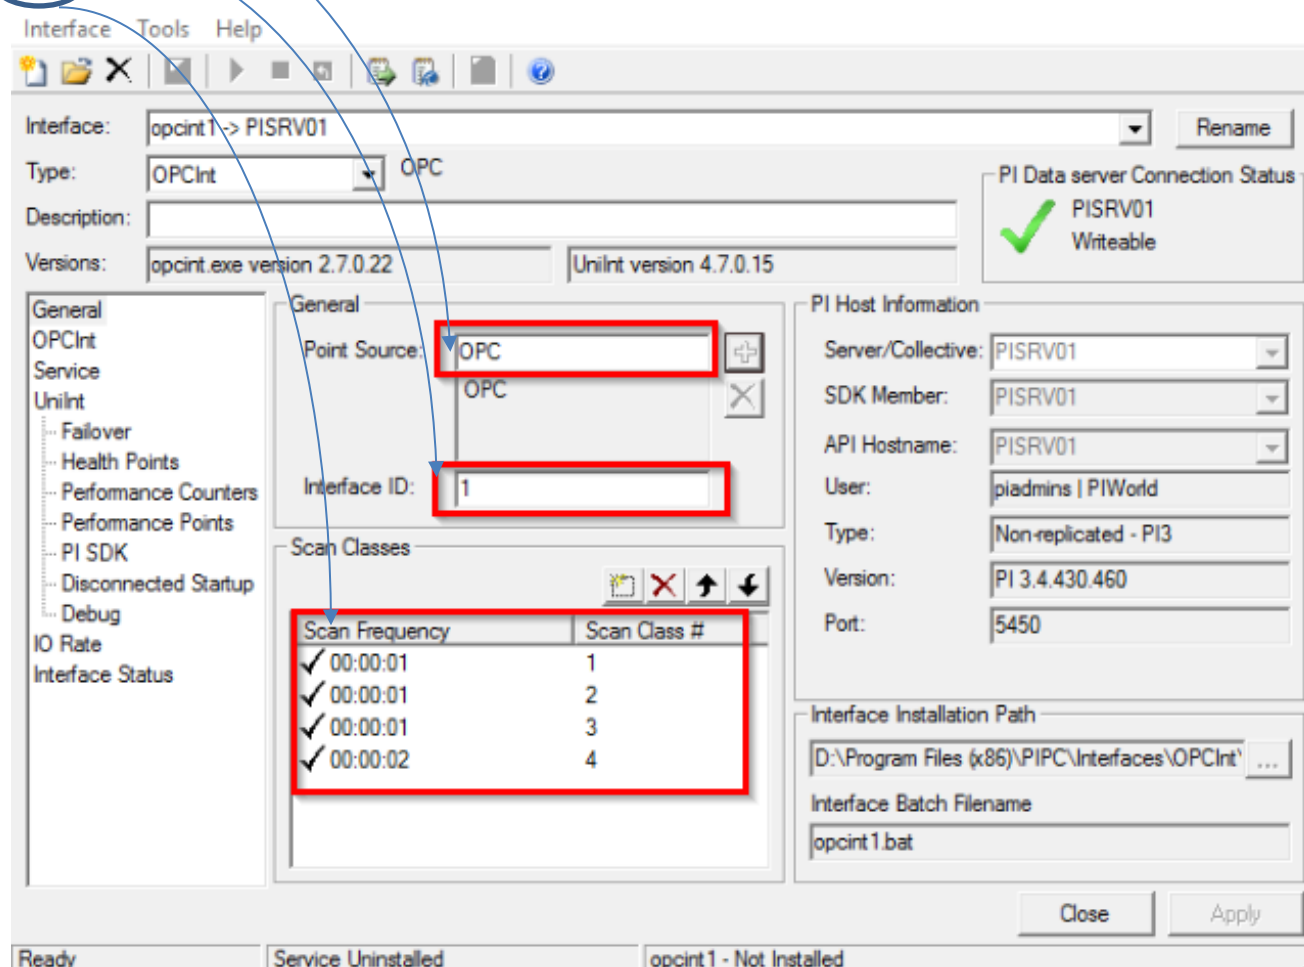 Interface Tools Help
Interface: opcint1 -> PISRV01 Rename
Type: OPCInt OPC
PI Data server Connection Status
PISRV01
Writeable
Description:
Versions: opcint.exe version 2.7.0.22 UniInt version 4.7.0.15
General
OPCInt
Service
UniInt
Failover
Health Points
Performance Counters
Performance Points
PI SDK
Disconnected Startup
Debug
IO Rate
Interface Status
General
Point Source: OPC
OPC
Interface ID: 1
Scan Classes
Scan Frequency Scan Class #
00:00:01 1
00:00:01 2
00:00:01 3
00:00:02 4
PI Host Information
Server/Collective: PISRV01
SDK Member: PISRV01
API Hostname: PISRV01
User: piadmins | PIWorld
Type: Non-replicated - PI3
Version: PI 3.4.430.460
Port: 5450
Interface Installation Path
D:\Program Files (x86)\PIPC\Interfaces\OPCInt\ ...
Interface Batch Filename
opcint1.bat
Close Apply
Ready Service Uninstalled opcint1 - Not Installed